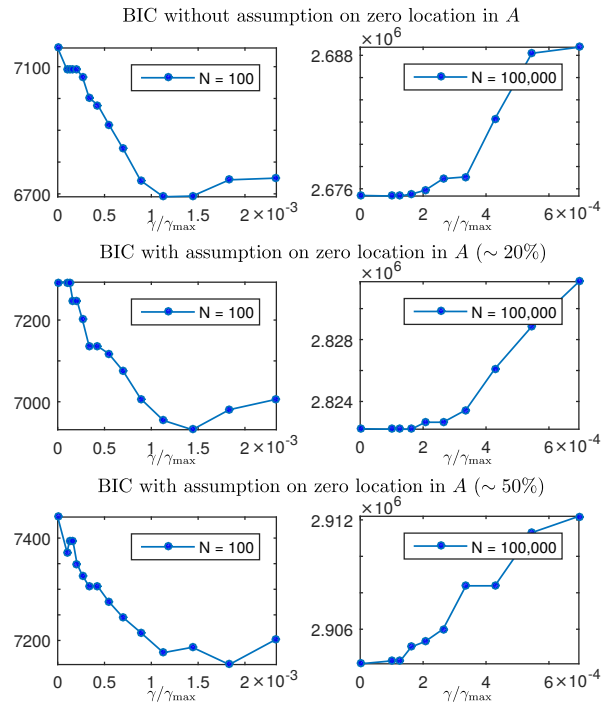 BIC without assumption on zero location in A
×10⁶
7100
6700
N = 100
0 0.5 1 1.5 2 ×10⁻³
γ/γmax
2.688
2.676
N = 100,000
0 2 4 6 ×10⁻⁴
γ/γmax
BIC with assumption on zero location in A (∼ 20%)
×10⁶
7200
7000
N = 100
0 0.5 1 1.5 2 ×10⁻³
γ/γmax
2.828
2.824
N = 100,000
0 2 4 6 ×10⁻⁴
γ/γmax
BIC with assumption on zero location in A (∼ 50%)
×10⁶
7400
7200
N = 100
0 0.5 1 1.5 2 ×10⁻³
γ/γmax
2.912
2.906
N = 100,000
0 2 4 6 ×10⁻⁴
γ/γmax